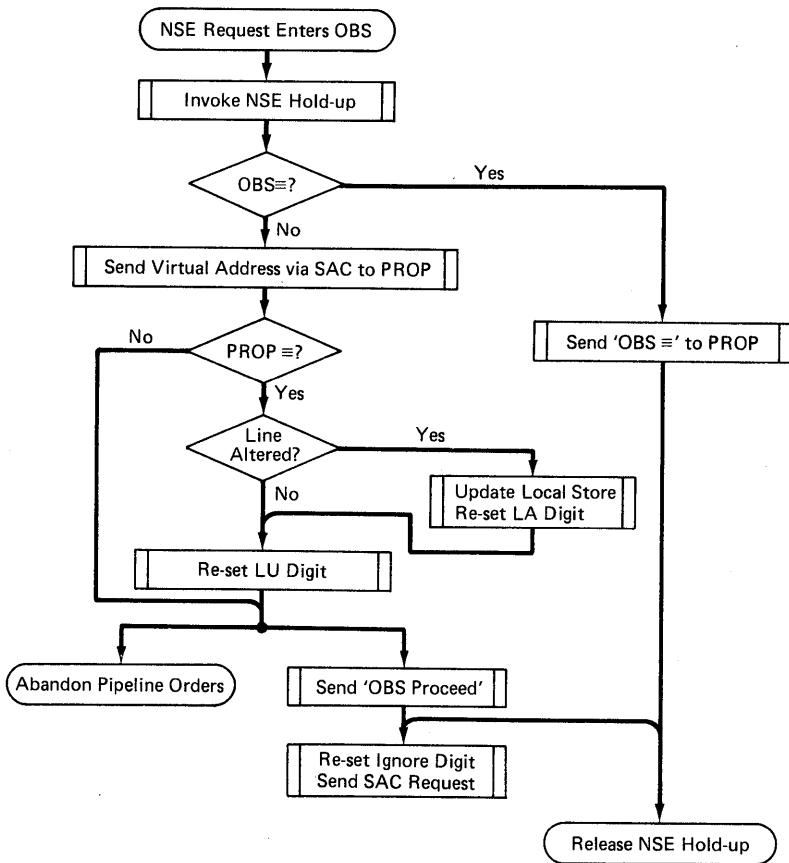 NSE Request Enters OBS
Invoke NSE Hold-up
OBS≡?
Yes
No
Send Virtual Address via SAC to PROP
No
PROP ≡?
Send 'OBS ≡' to PROP
Yes
Line
Altered?
Yes
No
Update Local Store
Re-set LA Digit
Re-set LU Digit
Abandon Pipeline Orders
Send 'OBS Proceed'
Re-set Ignore Digit
Send SAC Request
Release NSE Hold-up